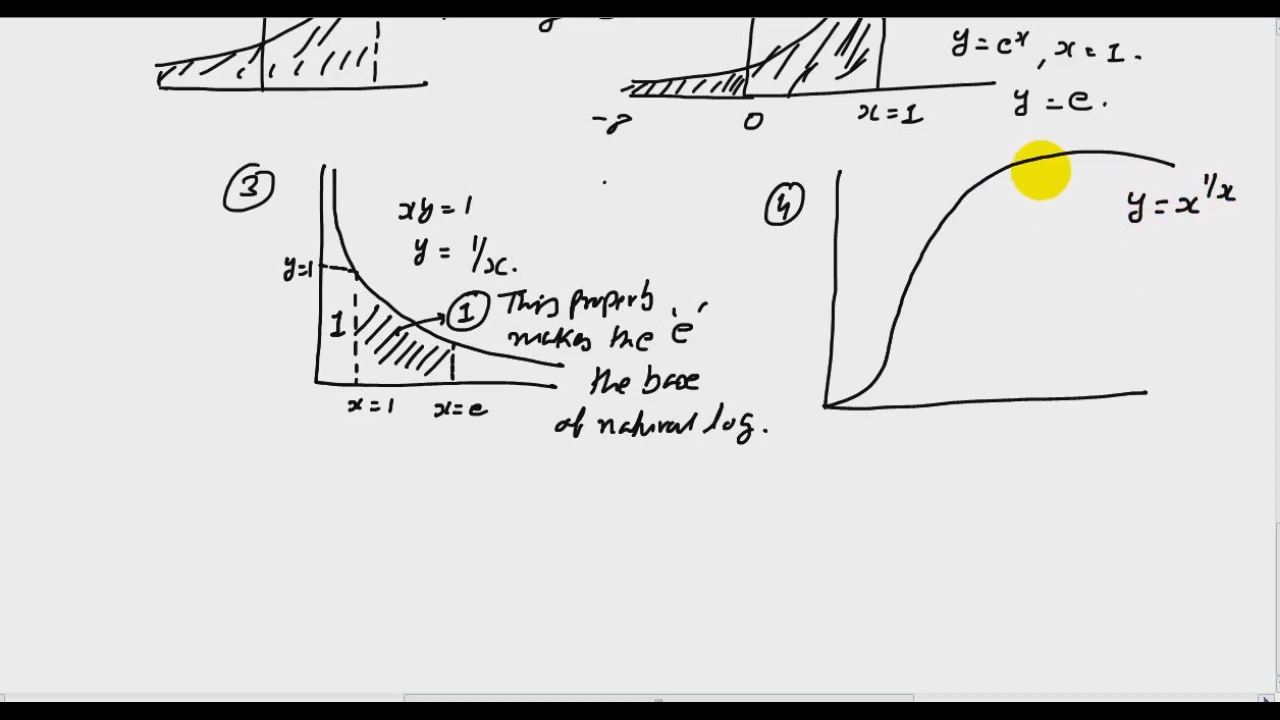 y = e^x , x = 1 .
y = e .
-∞
0
x = 1
3
xy = 1
y = 1/x .
y=1
1
1
This property
makes the 'e'
the base
of natural log .
x = 1
x = e
4
y = x^1/x